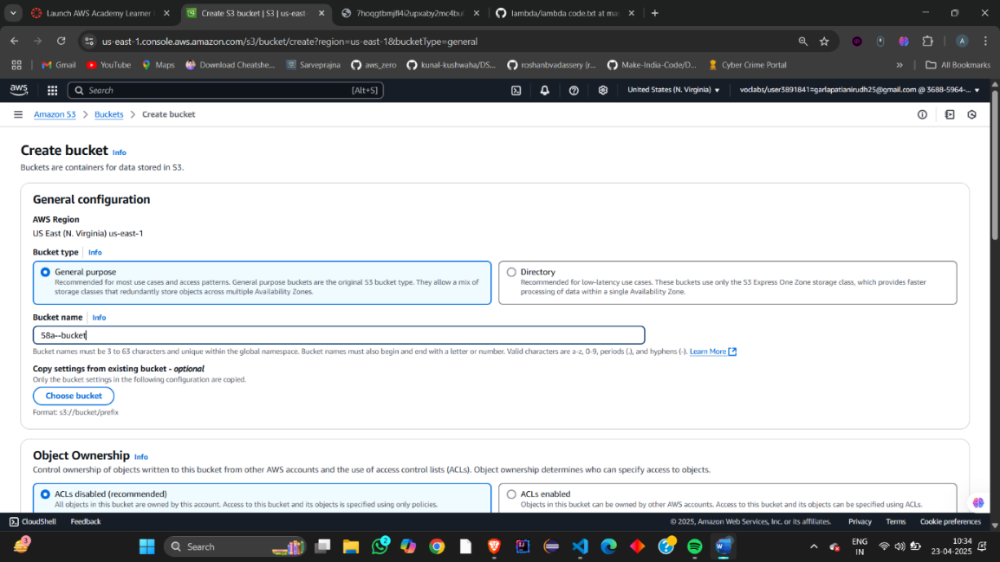 Launch AWS Academy Learner
Create S3 bucket | S3 | us-east-
7hoqgtbmjfl4i2upxaby2mc4bu
lambda/lambda code.txt at ma
us-east-1.console.aws.amazon.com/s3/bucket/create?region=us-east-1&bucketType=general
A
Gmail
YouTube
Maps
Download Cheatshe...
Sarveprajna
aws_zero
kunal-kushwaha/DS...
roshanbvadassery (r...
Make-India-Code/D...
Cyber Crime Portal
All Bookmarks
aws
Search
[Alt+S]
United States (N. Virginia)
voclabs/user3891841=garlapatianirudh25@gmail.com @ 3688-5964-...
Amazon S3 > Buckets > Create bucket
Create bucket Info
Buckets are containers for data stored in S3.
General configuration
AWS Region
US East (N. Virginia) us-east-1
Bucket type Info
General purpose
Recommended for most use cases and access patterns. General purpose buckets are the original S3 bucket type. They allow a mix of
storage classes that redundantly store objects across multiple Availability Zones.
Directory
Recommended for low-latency use cases. These buckets use only the S3 Express One Zone storage class, which provides faster
processing of data within a single Availability Zone.
Bucket name Info
58a--bucket
Bucket names must be 3 to 63 characters and unique within the global namespace. Bucket names must also begin and end with a letter or number. Valid characters are a-z, 0-9, periods (.), and hyphens (-). Learn More
Copy settings from existing bucket - optional
Only the bucket settings in the following configuration are copied.
Choose bucket
Format: s3://bucket/prefix
Object Ownership Info
Control ownership of objects written to this bucket from other AWS accounts and the use of access control lists (ACLs). Object ownership determines who can specify access to objects.
ACLs disabled (recommended)
All objects in this bucket are owned by this account. Access to this bucket and its objects is specified using only policies.
ACLs enabled
Objects in this bucket can be owned by other AWS accounts. Access to this bucket and its objects can be specified using ACLs.
CloudShell
Feedback
© 2025, Amazon Web Services, Inc. or its affiliates.
Privacy
Terms
Cookie preferences
3
Search
2
ENG
IN
10:34
23-04-2025